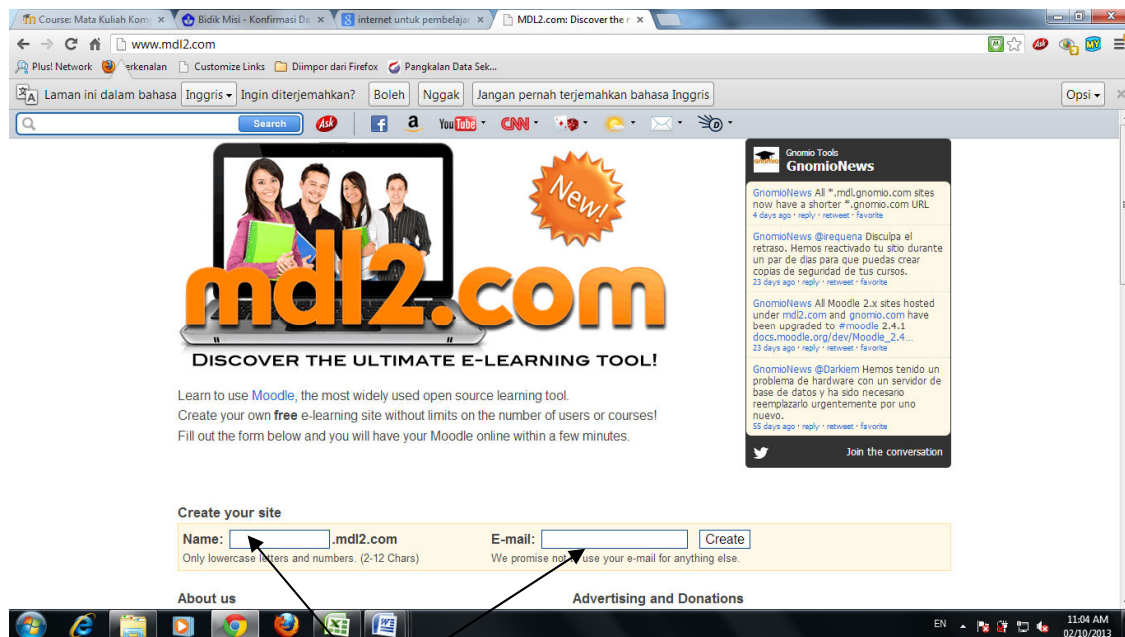 Course: Mata Kuliah Kom
Bidik Misi - Konfirmasi Da
internet untuk pembelaja
MDL2.com: Discover the
www.mdl2.com
Plus! Network
erkenalan
Customize Links
Diimpor dari Firefox
Pangkalan Data Sek...
Laman ini dalam bahasa Inggris Ingin diterjemahkan? Boleh Nggak Jangan pernah terjemahkan bahasa Inggris Opsi
Search Ask a YouTube CNN
New!
mdl2.com
DISCOVER THE ULTIMATE E-LEARNING TOOL!
Learn to use Moodle, the most widely used open source learning tool.
Create your own free e-learning site without limits on the number of users or courses!
Fill out the form below and you will have your Moodle online within a few minutes.
Gnomio Tools
GnomioNews
GnomioNews All *.mdl.gnomio.com sites
now have a shorter *.gnomio.com URL
4 days ago · reply · retweet · favorite
GnomioNews @irequena Disculpa el
retraso. Hemos reactivado tu sitio durante
un par de dias para que puedas crear
copias de seguridad de tus cursos.
23 days ago · reply · retweet · favorite
GnomioNews All Moodle 2.x sites hosted
under mdl2.com and gnomio.com have
been upgraded to #moodle 2.4.1
docs.moodle.org/dev/Moodle_2.4...
23 days ago · reply · retweet · favorite
GnomioNews @Darkiem Hemos tenido un
problema de hardware con un servidor de
base de datos y ha sido necesario
reemplazarlo urgentemente por uno
nuevo.
55 days ago · reply · retweet · favorite
Join the conversation
Create your site
Name: .mdl2.com E-mail: Create
Only lowercase letters and numbers. (2-12 Chars) We promise not to use your e-mail for anything else.
About us Advertising and Donations
EN 11:04 AM
02/10/2013